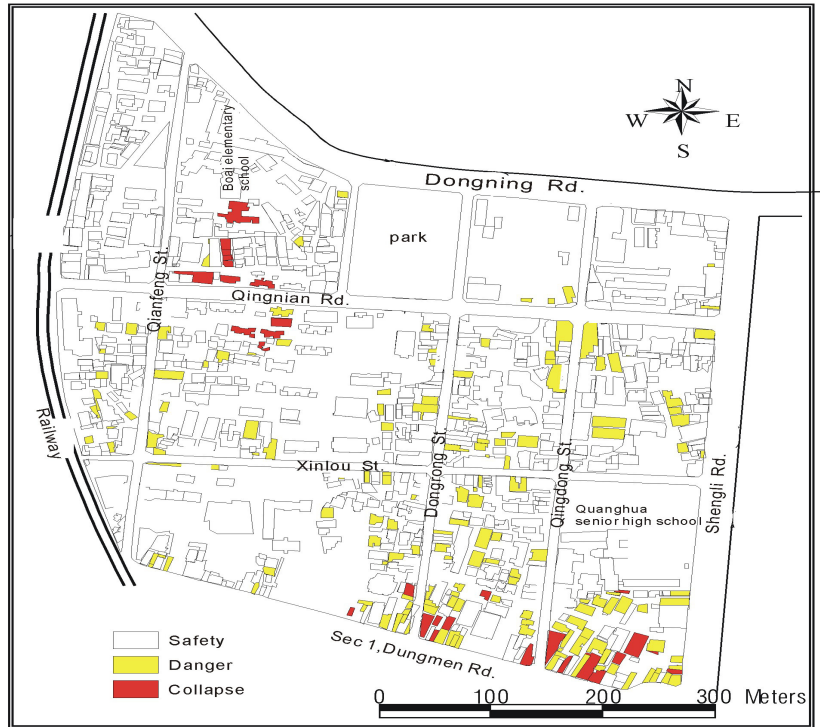 N
W E
S
Boai elementary
school
Dongning Rd.
park
Qianfeng St.
Qingnian Rd.
Railway
Xinlou St.
Dongrong St.
Qingdong St.
Shengli Rd.
Quanghua
senior high school
Sec 1,Dungmen Rd.
Safety
Danger
Collapse
0 100 200 300 Meters